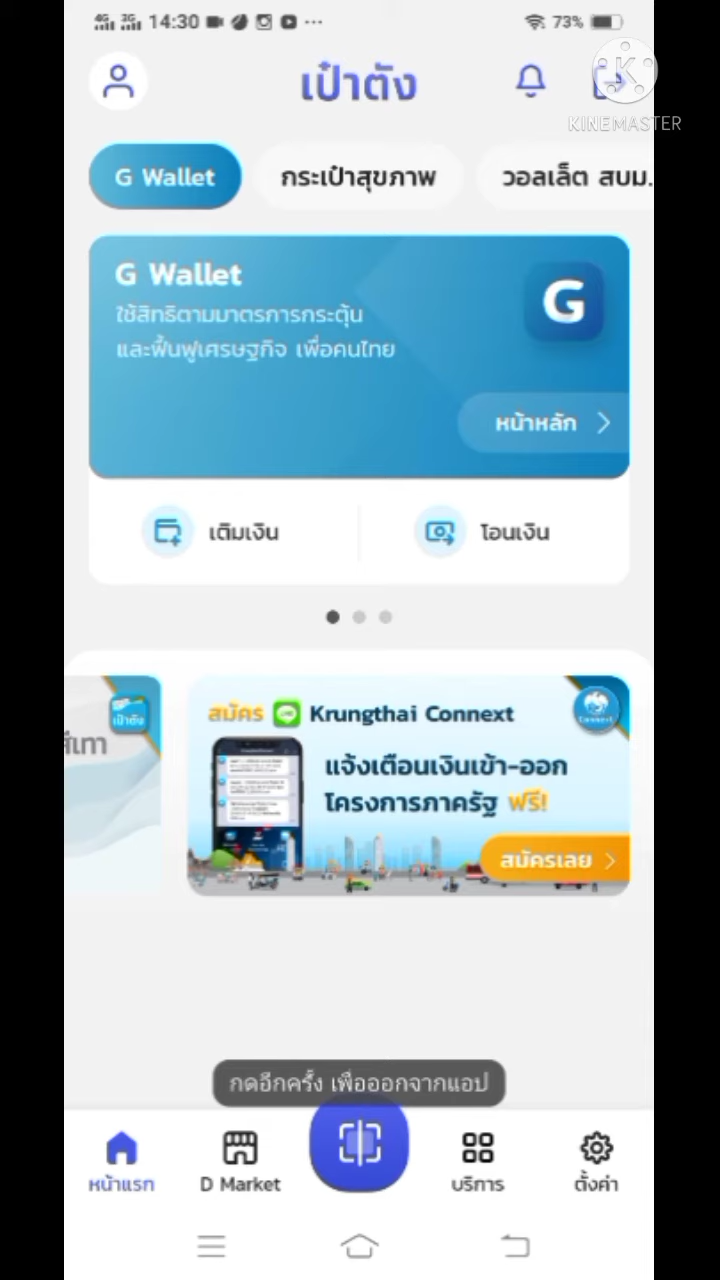 4G 3G 14:30 ... 73%
เป๋าตัง
KINEMASTER
G Wallet กระเป๋าสุขภาพ วอลเล็ต สบม.
G Wallet
ใช้สิทธิตามมาตรการกระตุ้น
และฟื้นฟูเศรษฐกิจ เพื่อคนไทย
G
หน้าหลัก
เติมเงิน โอนเงิน
สมัคร LINE Krungthai Connext
เป๋าตัง
Connext
แจ้งเตือนเงินเข้า-ออก
โครงการภาครัฐ ฟรี!
สมัครเลย
กดอีกครั้ง เพื่อออกจากแอป
หน้าแรก D Market บริการ ตั้งค่า